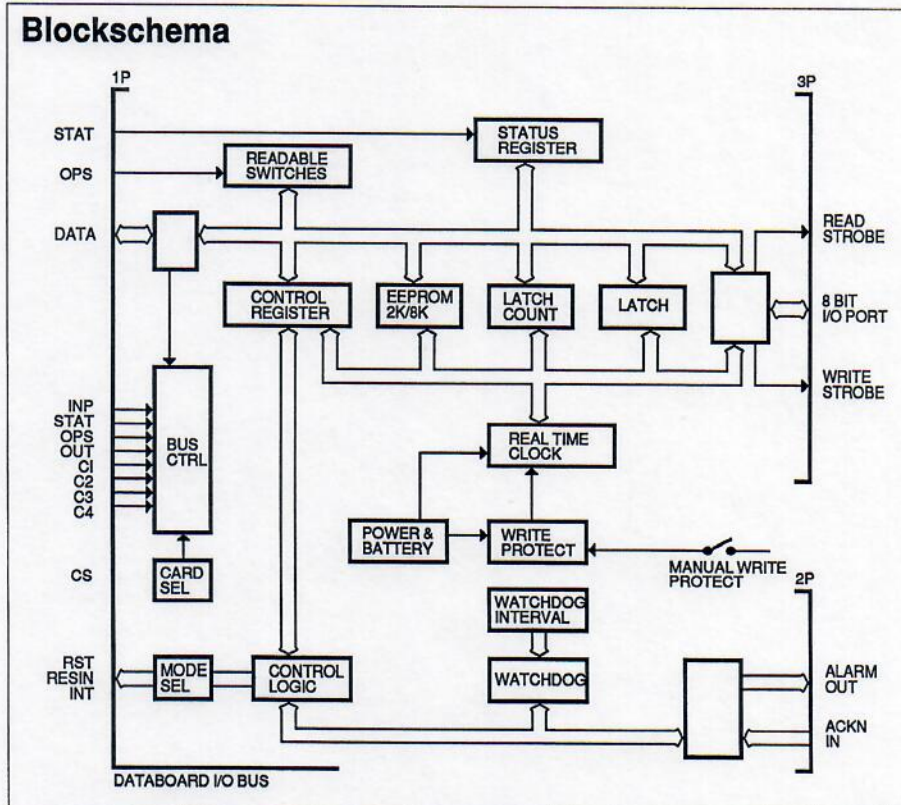 Blockschema
1P
3P
STAT
STATUS
REGISTER
OPS
READABLE
SWITCHES
DATA
READ
STROBE
CONTROL
REGISTER
EEPROM
2K/8K
LATCH
COUNT
LATCH
8 BIT
I/O PORT
WRITE
STROBE
INP
STAT
OPS
OUT
CI
C2
C3
C4
BUS
CTRL
REAL TIME
CLOCK
POWER &
BATTERY
WRITE
PROTECT
MANUAL WRITE
PROTECT
CS
CARD
SEL
2P
WATCHDOG
INTERVAL
RST
RESIN
INT
MODE
SEL
CONTROL
LOGIC
WATCHDOG
ALARM
OUT
ACKN
IN
DATABOARD I/O BUS